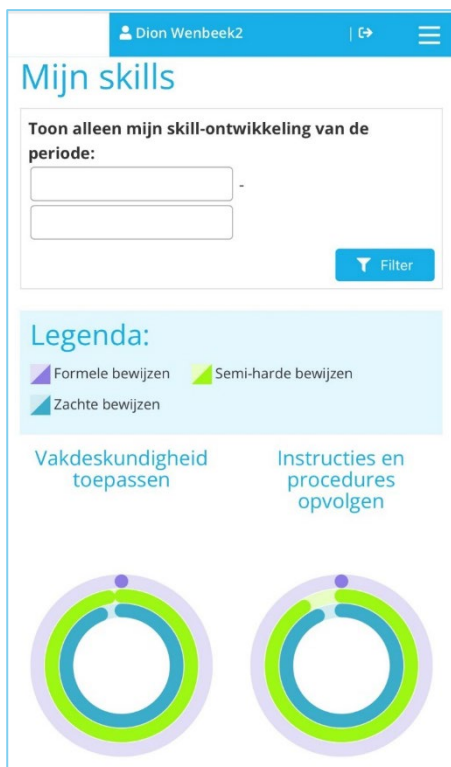 Dion Wenbeek2 |
Mijn skills
Toon alleen mijn skill-ontwikkeling van de
periode:
-
Filter
Legenda:
Formele bewijzen Semi-harde bewijzen
Zachte bewijzen
Vakdeskundigheid
toepassen
Instructies en
procedures
opvolgen